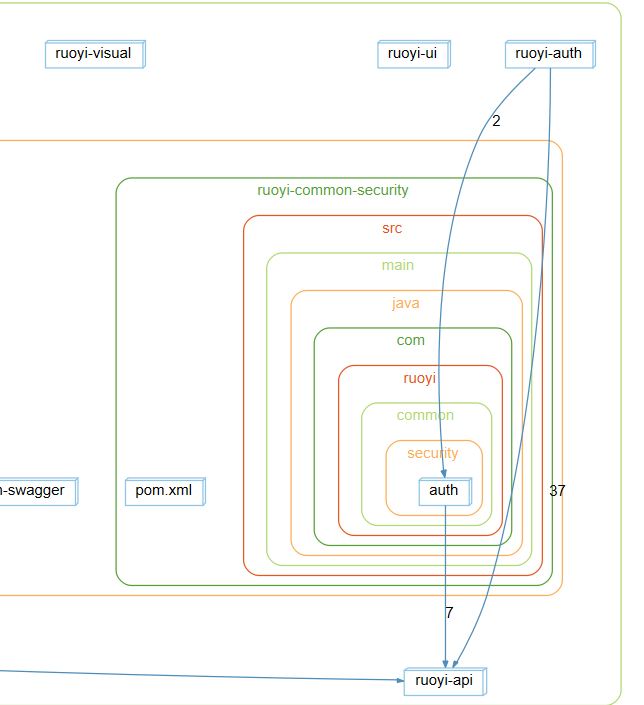 ruoyi-visual
ruoyi-ui
ruoyi-auth
2
ruoyi-common-security
src
main
java
com
ruoyi
common
security
-swagger
pom.xml
auth
37
7
ruoyi-api